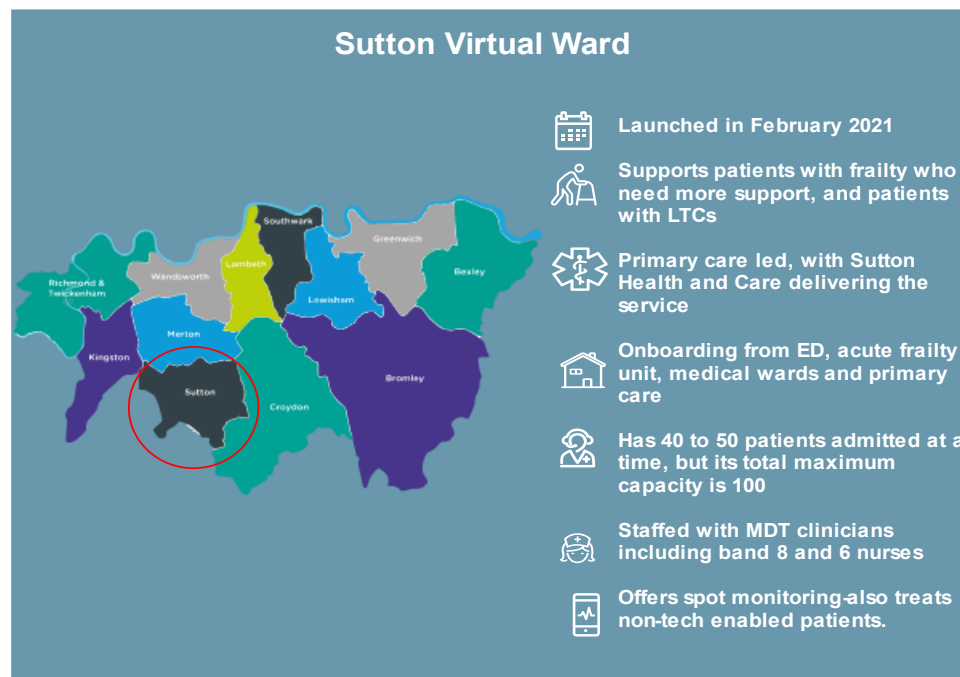 Sutton Virtual Ward
Launched in February 2021
Supports patients with frailty who
need more support, and patients
with LTCs
Primary care led, with Sutton
Health and Care delivering the
service
Onboarding from ED, acute frailty
unit, medical wards and primary
care
Has 40 to 50 patients admitted at a
time, but its total maximum
capacity is 100
Staffed with MDT clinicians
including band 8 and 6 nurses
Offers spot monitoring-also treats
non-tech enabled patients.
Southwark
Greenwich
Lambeth
Wandsworth
Bexley
Richmond &
Twickenham
Lewisham
Merton
Kingston
Bromley
Sutton
Croydon